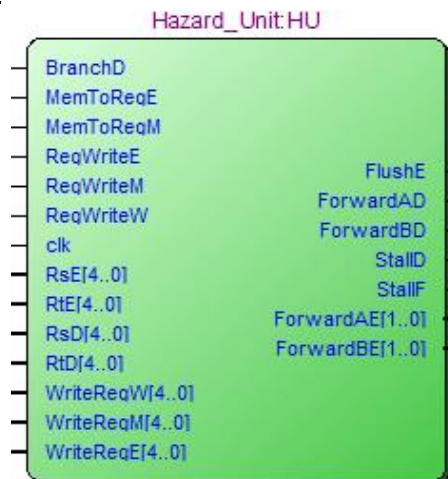 Hazard_Unit:HU
BranchD
MemToRegE
MemToRegM
RegWriteE
RegWriteM
RegWriteW
clk
RsE[4..0]
RtE[4..0]
RsD[4..0]
RtD[4..0]
WriteRegW[4..0]
WriteRegM[4..0]
WriteRegE[4..0]
FlushE
ForwardAD
ForwardBD
StallD
StallF
ForwardAE[1..0]
ForwardBE[1..0]